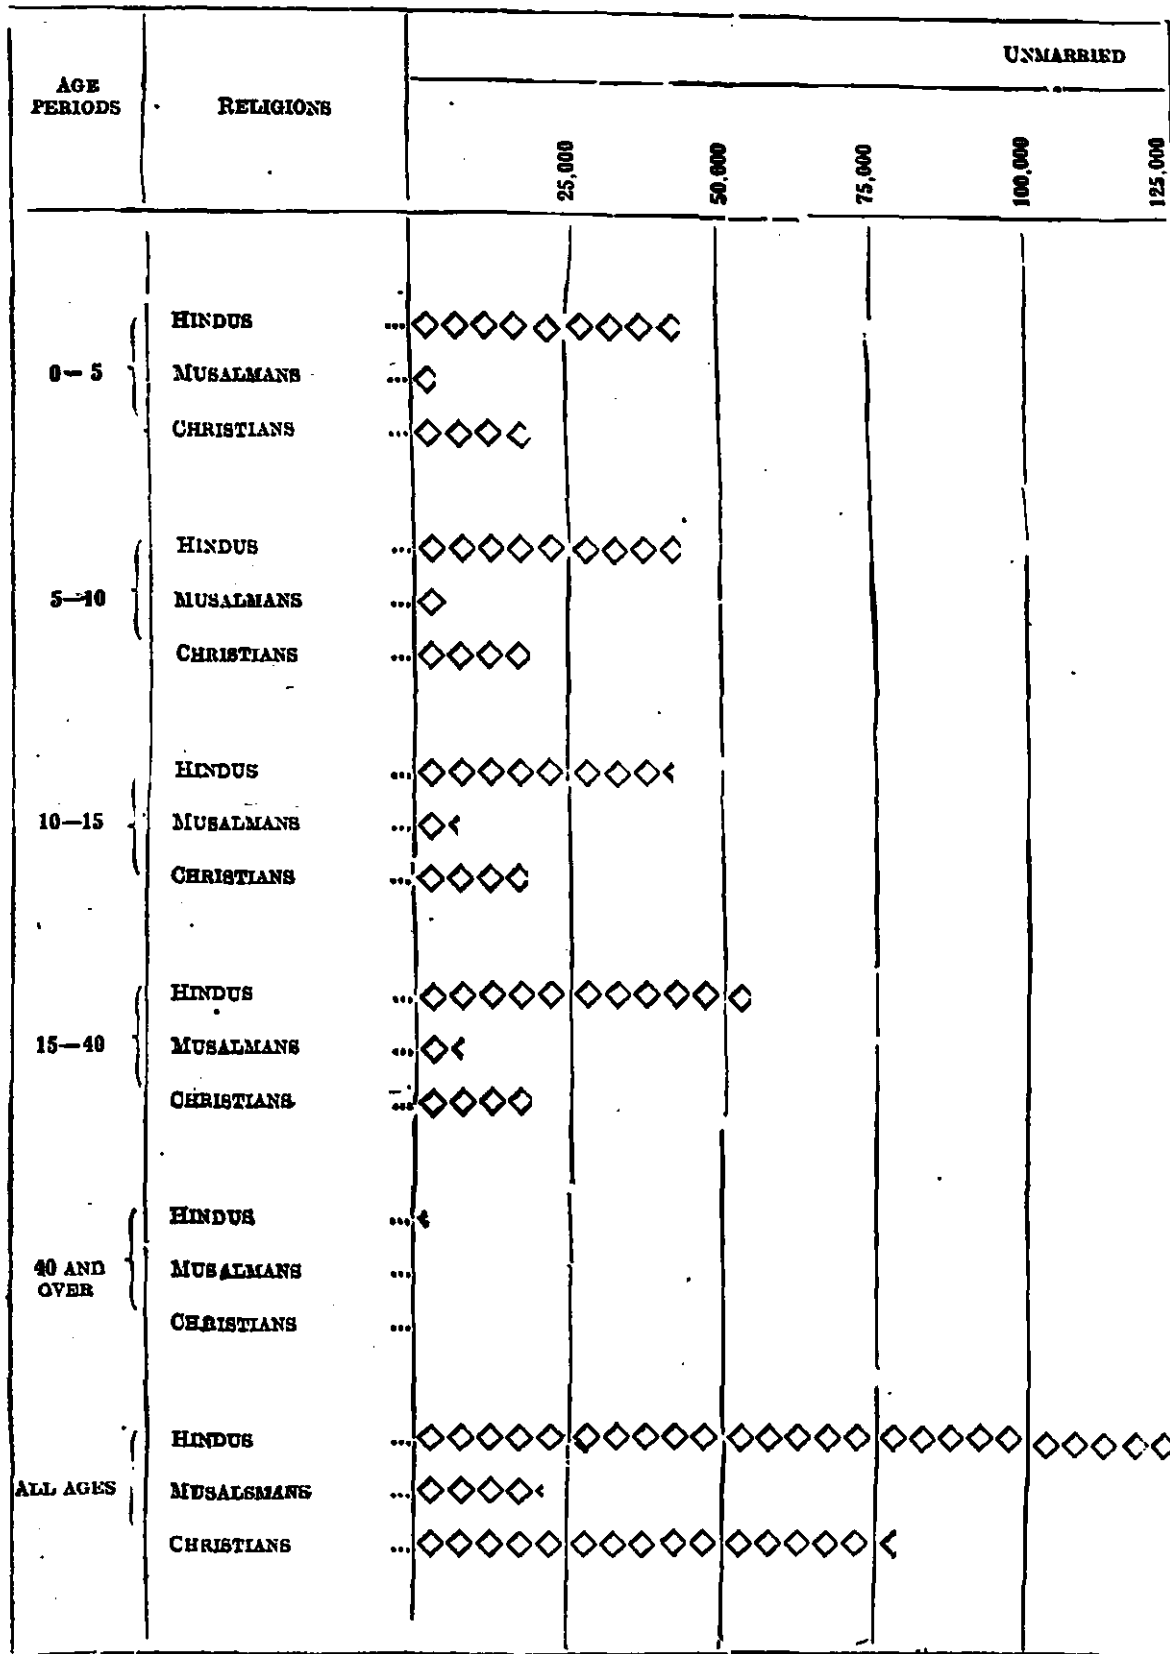 UNMARRIED
AGE PERIODS RELIGIONS
25,000 50,000 75,000 100,000 125,000
HINDUS ...
0—5 MUSALMANS ...
CHRISTIANS ...
HINDUS ...
5—10 MUSALMANS ...
CHRISTIANS ...
HINDUS ...
10—15 MUSALMANS ...
CHRISTIANS ...
HINDUS ...
15—40 MUSALMANS ...
CHRISTIANS ...
HINDUS ...
40 AND OVER MUSALMANS ...
CHRISTIANS ...
HINDUS ...
ALL AGES MUSALSMANS ...
CHRISTIANS ...